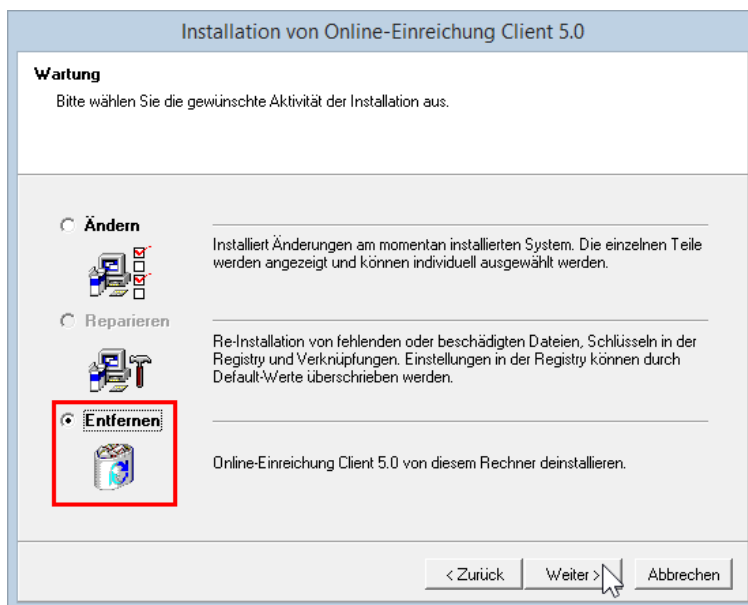 Installation von Online-Einreichung Client 5.0
Wartung
Bitte wählen Sie die gewünschte Aktivität der Installation aus.
Ändern
Installiert Änderungen am momentan installierten System. Die einzelnen Teile
werden angezeigt und können individuell ausgewählt werden.
Reparieren
Re-Installation von fehlenden oder beschädigten Dateien, Schlüsseln in der
Registry und Verknüpfungen. Einstellungen in der Registry können durch
Default-Werte überschrieben werden.
Entfernen
Online-Einreichung Client 5.0 von diesem Rechner deinstallieren.
< Zurück Weiter > Abbrechen